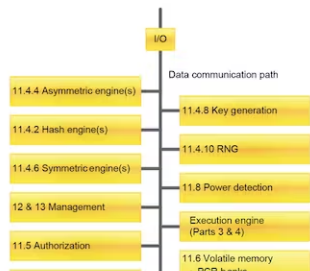 I/O
Data communication path
11.4.4 Asymmetric engine(s)
11.4.8 Key generation
11.4.2 Hash engine(s)
11.4.10 RNG
11.4.6 Symmetric engine(s)
11.8 Power detection
12 & 13 Management
Execution engine
(Parts 3 & 4)
11.5 Authorization
11.6 Volatile memory
PCR banks